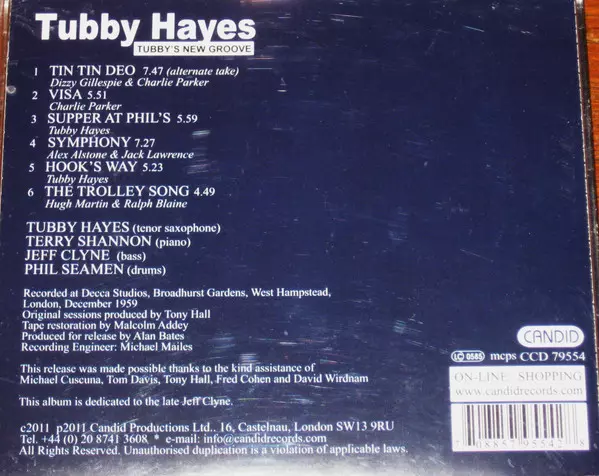 Tubby Hayes
TUBBY'S NEW GROOVE
1 TIN TIN DEO 7.47 (alternate take)
Dizzy Gillespie & Charlie Parker
2 VISA 5.51
Charlie Parker
3 SUPPER AT PHIL'S 5.59
Tubby Hayes
4 SYMPHONY 7.27
Alex Alstone & Jack Lawrence
5 HOOK'S WAY 5.23
Tubby Hayes
6 THE TROLLEY SONG 4.49
Hugh Martin & Ralph Blaine
TUBBY HAYES (tenor saxophone)
TERRY SHANNON (piano)
JEFF CLYNE (bass)
PHIL SEAMEN (drums)
Recorded at Decca Studios, Broadhurst Gardens, West Hampstead,
London, December 1959
Original sessions produced by Tony Hall
Tape restoration by Malcolm Addey
Produced for release by Alan Bates
Recording Engineer: Michael Mailes
CANDID
LC 0585 mcps CCD 79554
This release was made possible thanks to the kind assistance of
Michael Cuscuna, Tom Davis, Tony Hall, Fred Cohen and David Wirdnam
ON-LINE SHOPPING
www.candidrecords.com
This album is dedicated to the late Jeff Clyne.
c2011 p2011 Candid Productions Ltd.. 16, Castelnau, London SW13 9RU
Tel. +44 (0) 20 8741 3608 * e-mail: info@candidrecords.com
All Rights Reserved. Unauthorised duplication is a violation of applicable laws.